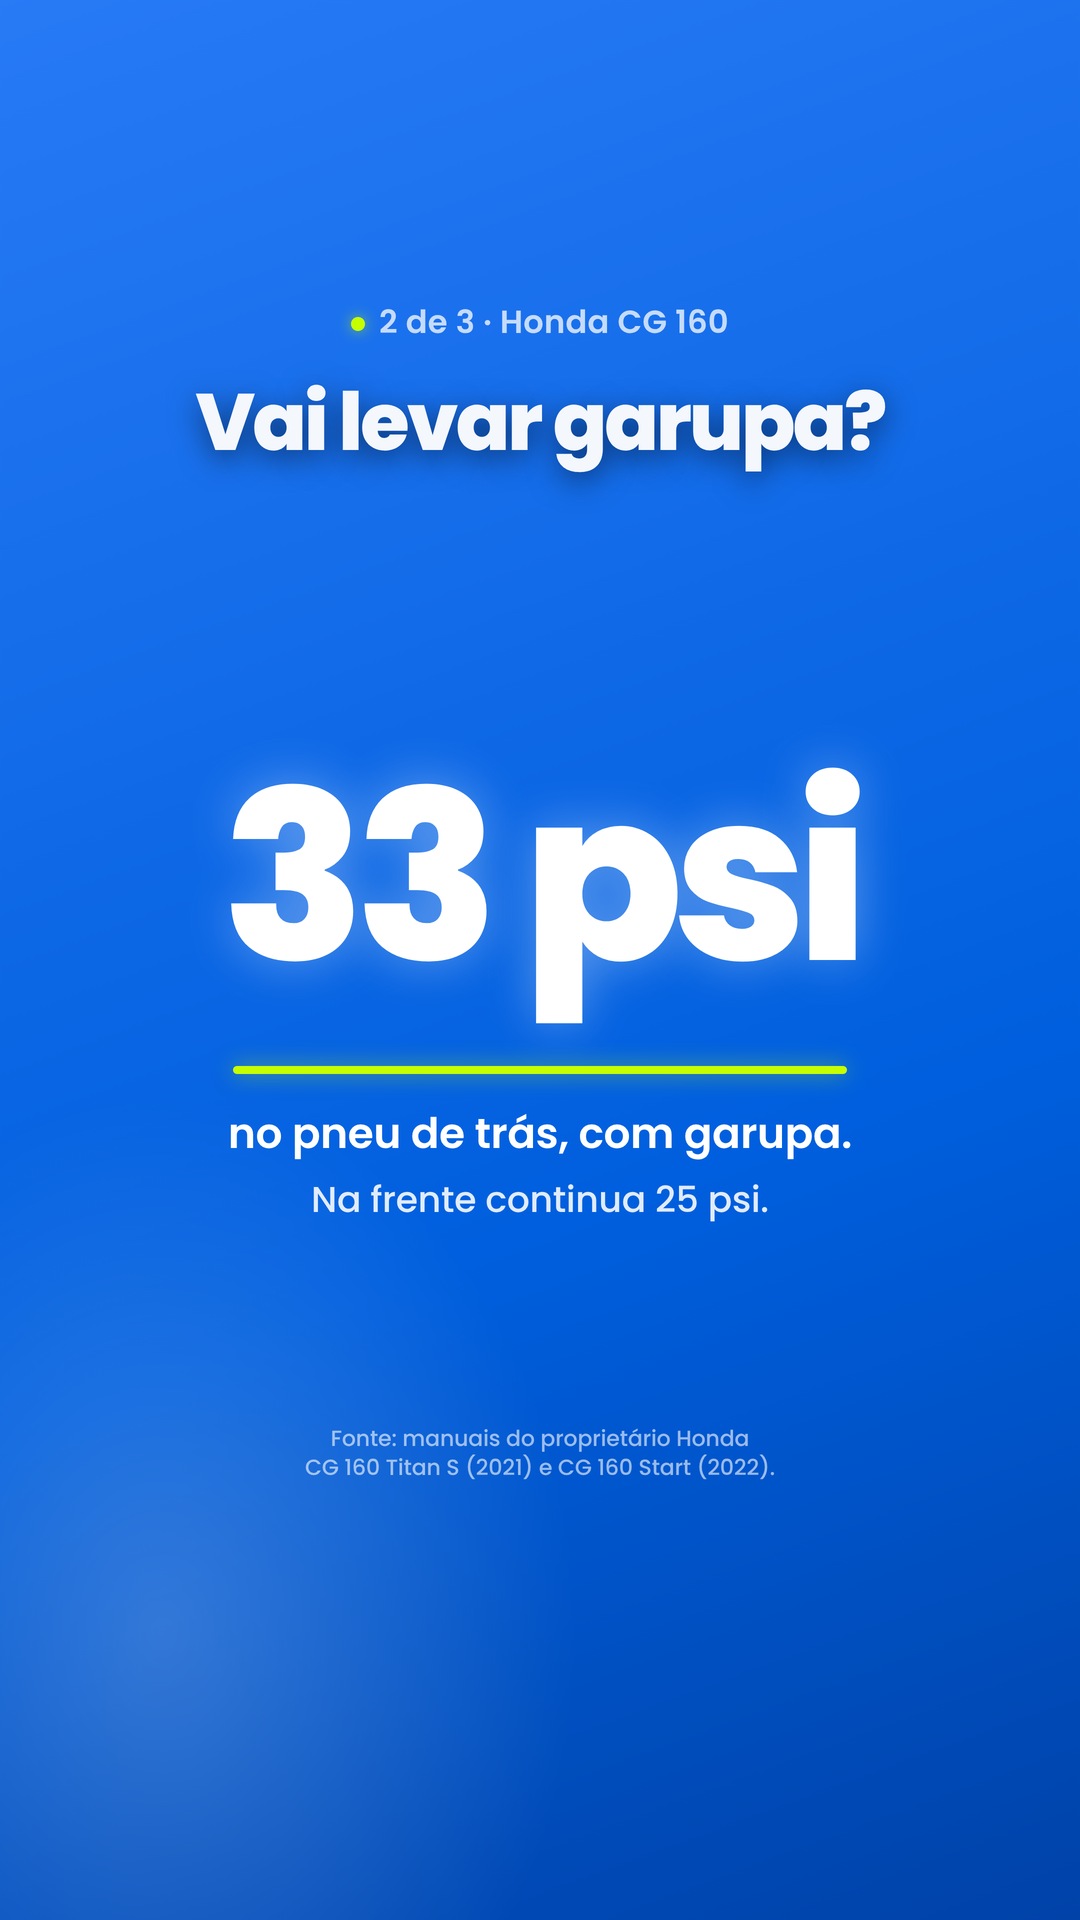 2 de 3 · Honda CG 160
Vai levar garupa?
33 psi
no pneu de trás, com garupa.
Na frente continua 25 psi.
Fonte: manuais do proprietário Honda
CG 160 Titan S (2021) e CG 160 Start (2022).